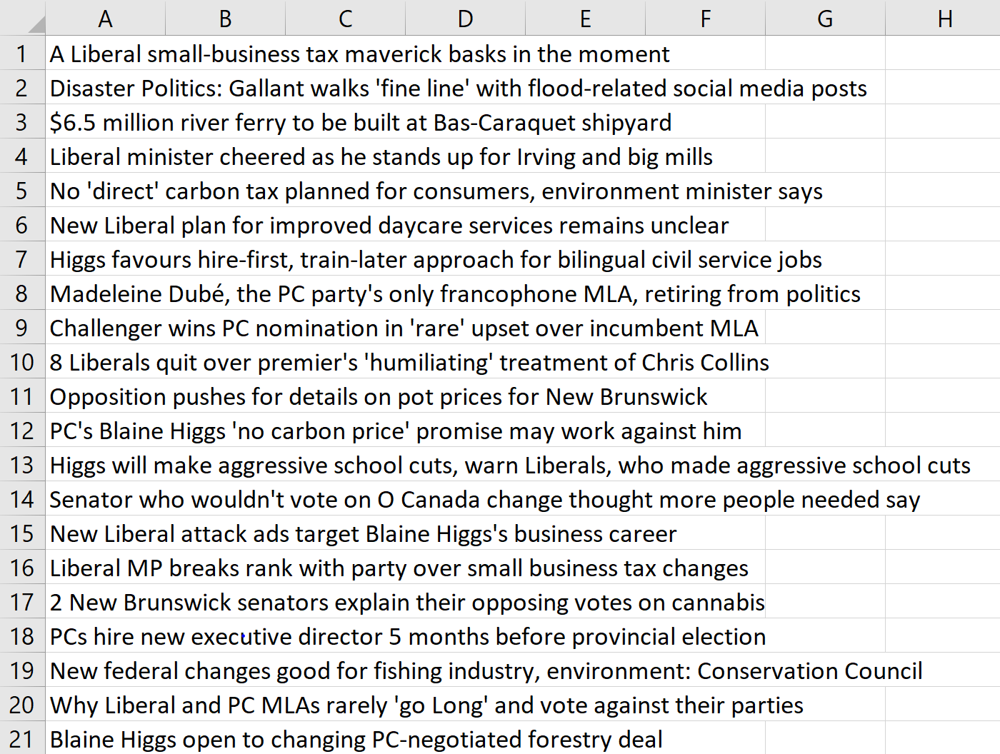 A B C D E F G H
1 A Liberal small-business tax maverick basks in the moment
2 Disaster Politics: Gallant walks 'fine line' with flood-related social media posts
3 $6.5 million river ferry to be built at Bas-Caraquet shipyard
4 Liberal minister cheered as he stands up for Irving and big mills
5 No 'direct' carbon tax planned for consumers, environment minister says
6 New Liberal plan for improved daycare services remains unclear
7 Higgs favours hire-first, train-later approach for bilingual civil service jobs
8 Madeleine Dubé, the PC party's only francophone MLA, retiring from politics
9 Challenger wins PC nomination in 'rare' upset over incumbent MLA
10 8 Liberals quit over premier's 'humiliating' treatment of Chris Collins
11 Opposition pushes for details on pot prices for New Brunswick
12 PC's Blaine Higgs 'no carbon price' promise may work against him
13 Higgs will make aggressive school cuts, warn Liberals, who made aggressive school cuts
14 Senator who wouldn't vote on O Canada change thought more people needed say
15 New Liberal attack ads target Blaine Higgs's business career
16 Liberal MP breaks rank with party over small business tax changes
17 2 New Brunswick senators explain their opposing votes on cannabis
18 PCs hire new executive director 5 months before provincial election
19 New federal changes good for fishing industry, environment: Conservation Council
20 Why Liberal and PC MLAs rarely 'go Long' and vote against their parties
21 Blaine Higgs open to changing PC-negotiated forestry deal